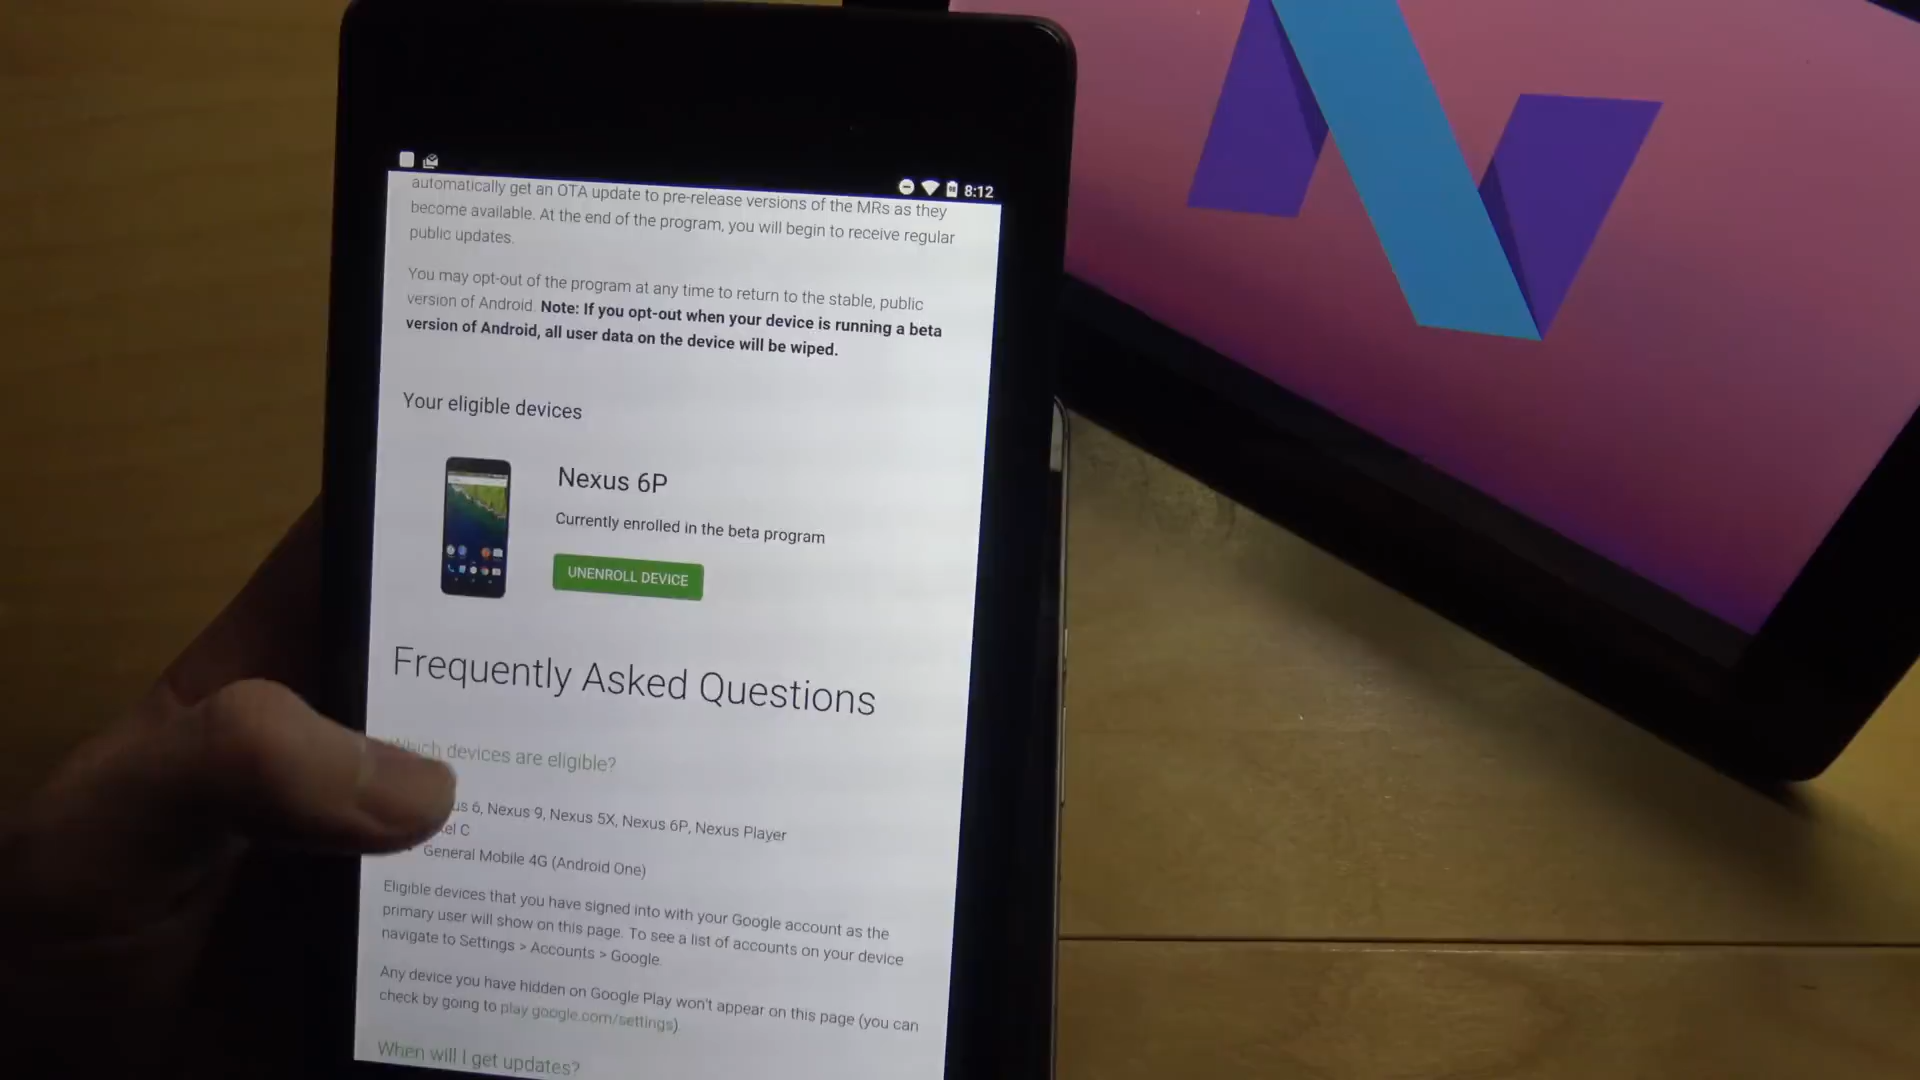 8:12
automatically get an OTA update to pre-release versions of the MRs as they
become available. At the end of the program, you will begin to receive regular
public updates.
You may opt-out of the program at any time to return to the stable, public
version of Android. Note: If you opt-out when your device is running a beta
version of Android, all user data on the device will be wiped.
Your eligible devices
Nexus 6P
Currently enrolled in the beta program
UNENROLL DEVICE
Frequently Asked Questions
Which devices are eligible?
6, Nexus 9, Nexus 5X, Nexus 6P, Nexus Player
C
General Mobile 4G (Android One)
Eligible devices that you have signed into with your Google account as the
primary user will show on this page. To see a list of accounts on your device
navigate to Settings > Accounts > Google.
Any device you have hidden on Google Play won't appear on this page (you can
check by going to play.google.com/settings)
When will I get updates?